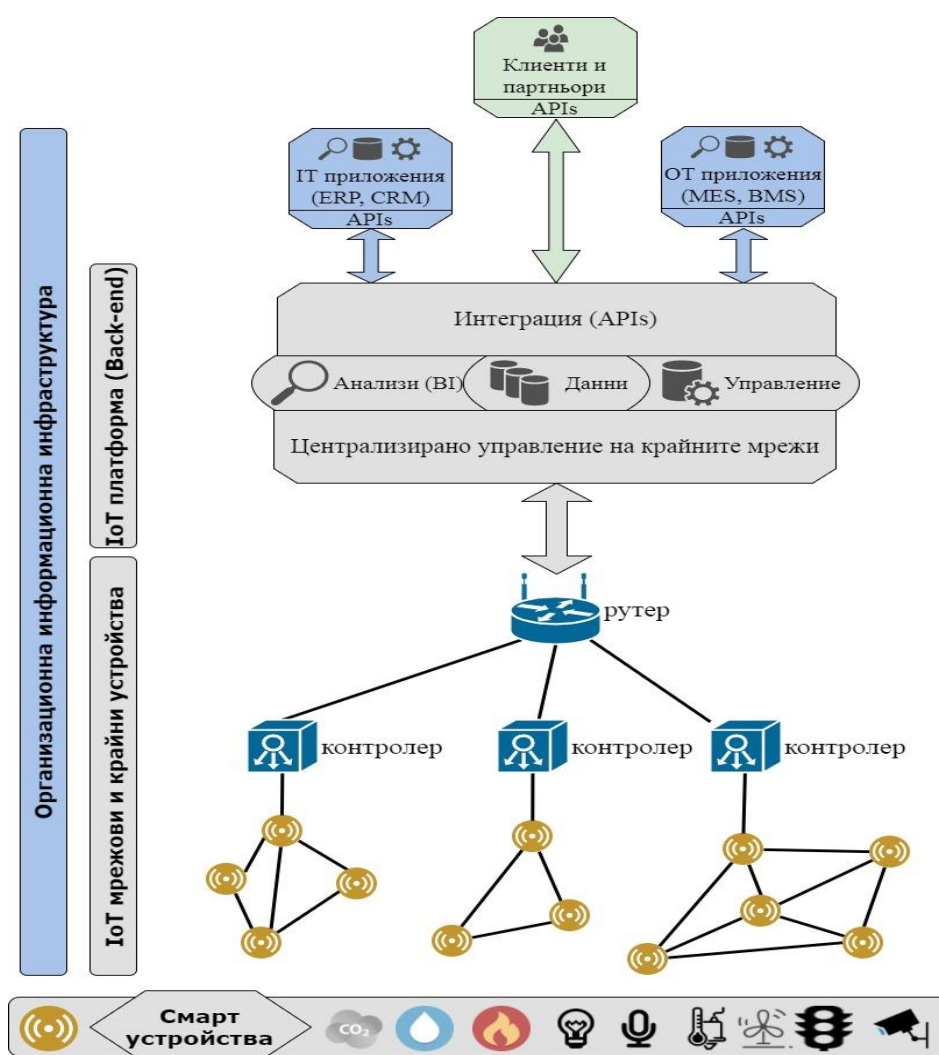 Клиенти и
партньори
APIs
IT приложения
(ERP, CRM)
APIs
OT приложения
(MES, BMS)
APIs
Организационна информационна инфраструктура
IoT платформа (Back-end)
IoT мрежови и крайни устройства
Интеграция (APIs)
Анализи (BI)
Данни
Управление
Централизирано управление на крайните мрежи
рутер
контролер
контролер
контролер
Смарт
устройства
CO₂